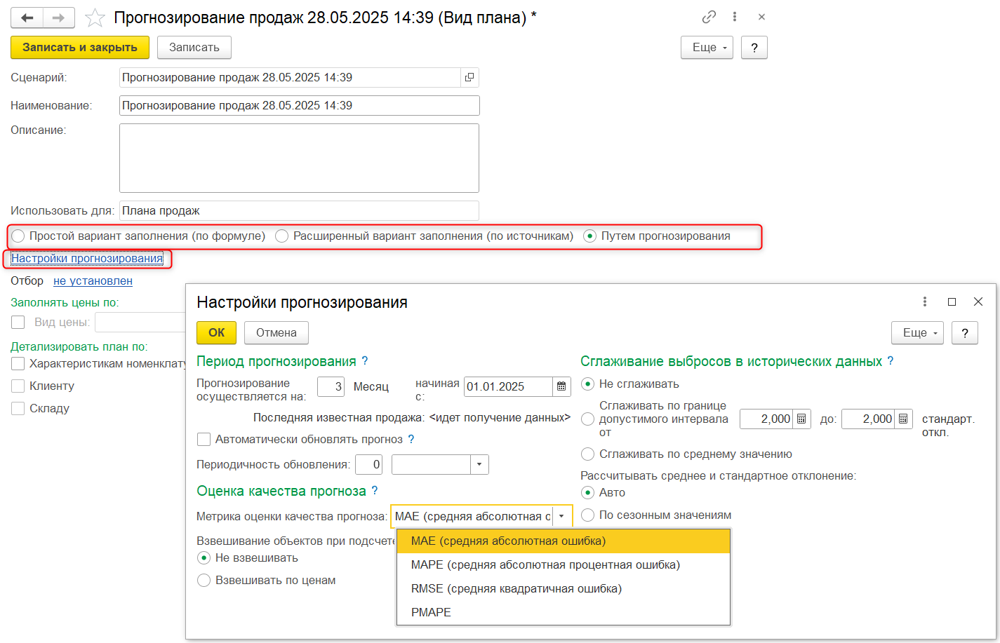 Прогнозирование продаж 28.05.2025 14:39 (Вид плана) *
Записать и закрыть
Записать
Еще
?
Сценарий:
Прогнозирование продаж 28.05.2025 14:39
Наименование:
Прогнозирование продаж 28.05.2025 14:39
Описание:
Использовать для:
Плана продаж
Простой вариант заполнения (по формуле)
Расширенный вариант заполнения (по источникам)
Путем прогнозирования
Настройки прогнозирования
Отбор не установлен
Заполнять цены по:
Вид цены:
Детализировать план по:
Характеристикам номенклату
Клиенту
Складу
Настройки прогнозирования
ОК
Отмена
Еще
?
Период прогнозирования ?
Прогнозирование
осуществляется на:
3
Месяц
начиная
с:
01.01.2025
Последняя известная продажа: <идет получение данных>
Автоматически обновлять прогноз ?
Периодичность обновления:
0
Оценка качества прогноза ?
Метрика оценки качества прогноза:
MAE (средняя абсолютная о
Взвешивание объектов при подсчете
Не взвешивать
Взвешивать по ценам
MAE (средняя абсолютная ошибка)
MAPE (средняя абсолютная процентная ошибка)
RMSE (средняя квадратичная ошибка)
PMAPE
Сглаживание выбросов в исторических данных ?
Не сглаживать
Сглаживать по границе
допустимого интервала
от
2,000
до:
2,000
стандарт.
откл.
Сглаживать по среднему значению
Рассчитывать среднее и стандартное отклонение:
Авто
По сезонным значениям